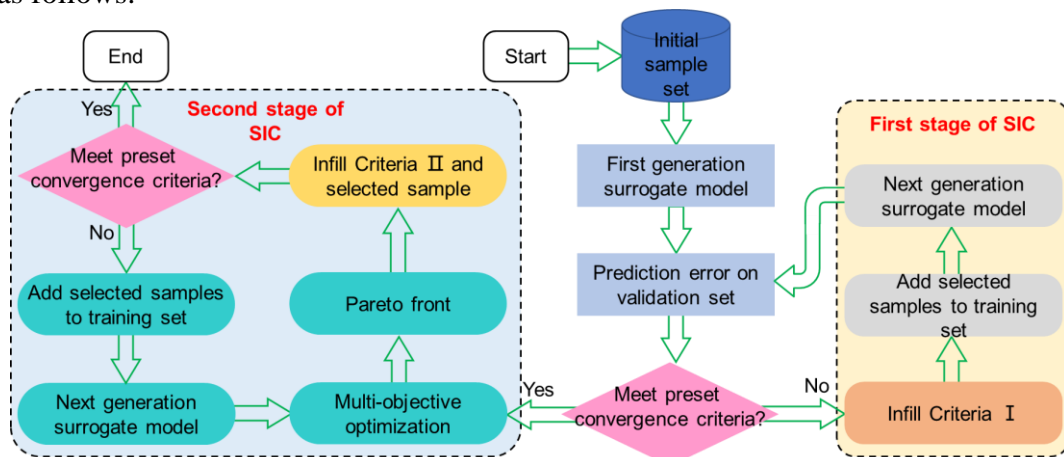 as follows:
End
Start
Initial
sample
set
Yes
Second stage of
SIC
First stage of SIC
Meet preset
convergence criteria?
Infill Criteria Ⅱ and
selected sample
First generation
surrogate model
Next generation
surrogate model
No
Add selected samples
to training set
Pareto front
Prediction error on
validation set
Add selected
samples to training
set
Next generation
surrogate model
Multi-objective
optimization
Yes
Meet preset
convergence criteria?
No
Infill Criteria Ⅰ